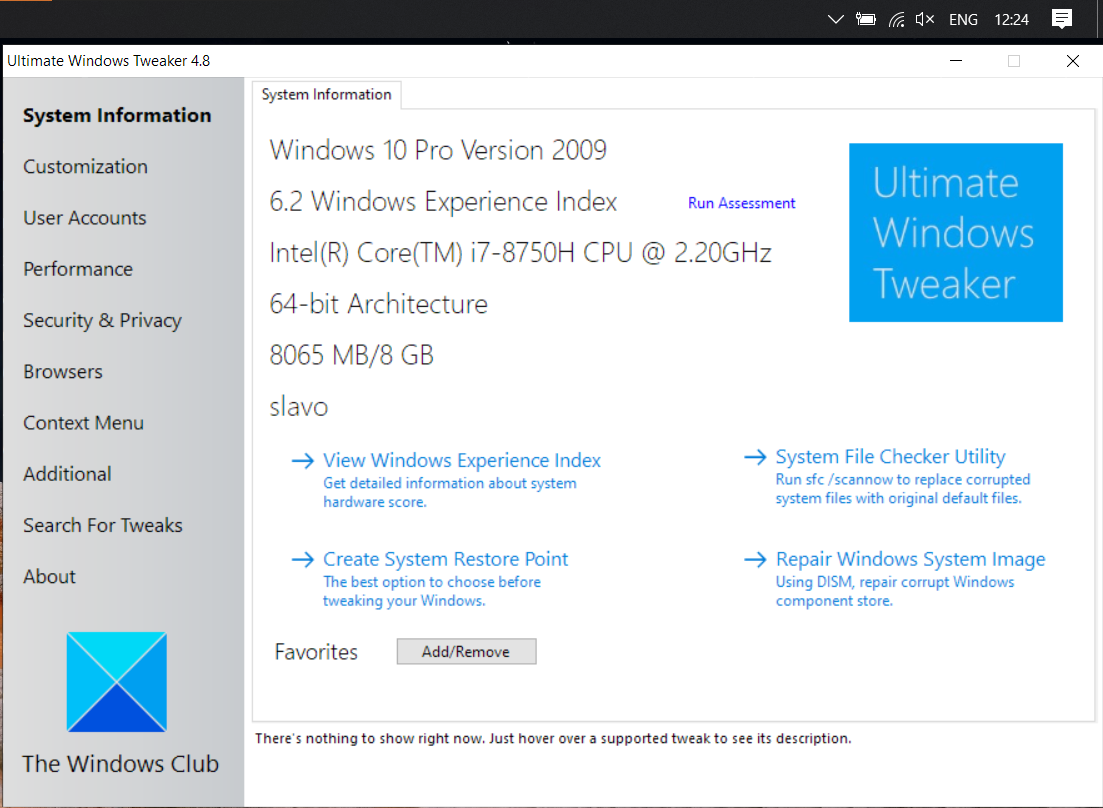 ENG 12:24
Ultimate Windows Tweaker 4.8
System Information
Customization
User Accounts
Performance
Security & Privacy
Browsers
Context Menu
Additional
Search For Tweaks
About
The Windows Club
System Information
Windows 10 Pro Version 2009
6.2 Windows Experience Index Run Assessment
Intel(R) Core(TM) i7-8750H CPU @ 2.20GHz
64-bit Architecture
8065 MB/8 GB
slavo
Ultimate
Windows
Tweaker
View Windows Experience Index
Get detailed information about system
hardware score.
System File Checker Utility
Run sfc /scannow to replace corrupted
system files with original default files.
Create System Restore Point
The best option to choose before
tweaking your Windows.
Repair Windows System Image
Using DISM, repair corrupt Windows
component store.
Favorites Add/Remove
There's nothing to show right now. Just hover over a supported tweak to see its description.